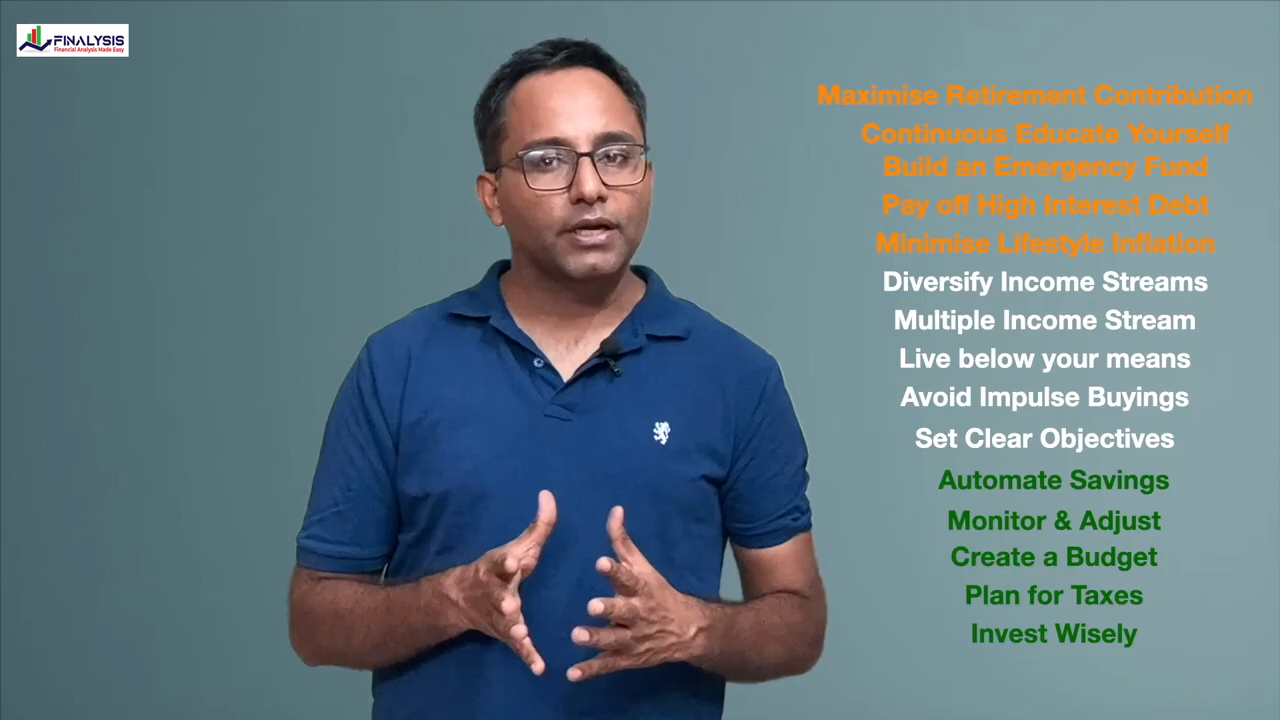 FINALYSIS
Financial Analysis Made Easy
Maximise Retirement Contribution
Continuous Educate Yourself
Build an Emergency Fund
Pay off High Interest Debt
Minimise Lifestyle Inflation
Diversify Income Streams
Multiple Income Stream
Live below your means
Avoid Impulse Buyings
Set Clear Objectives
Automate Savings
Monitor & Adjust
Create a Budget
Plan for Taxes
Invest Wisely